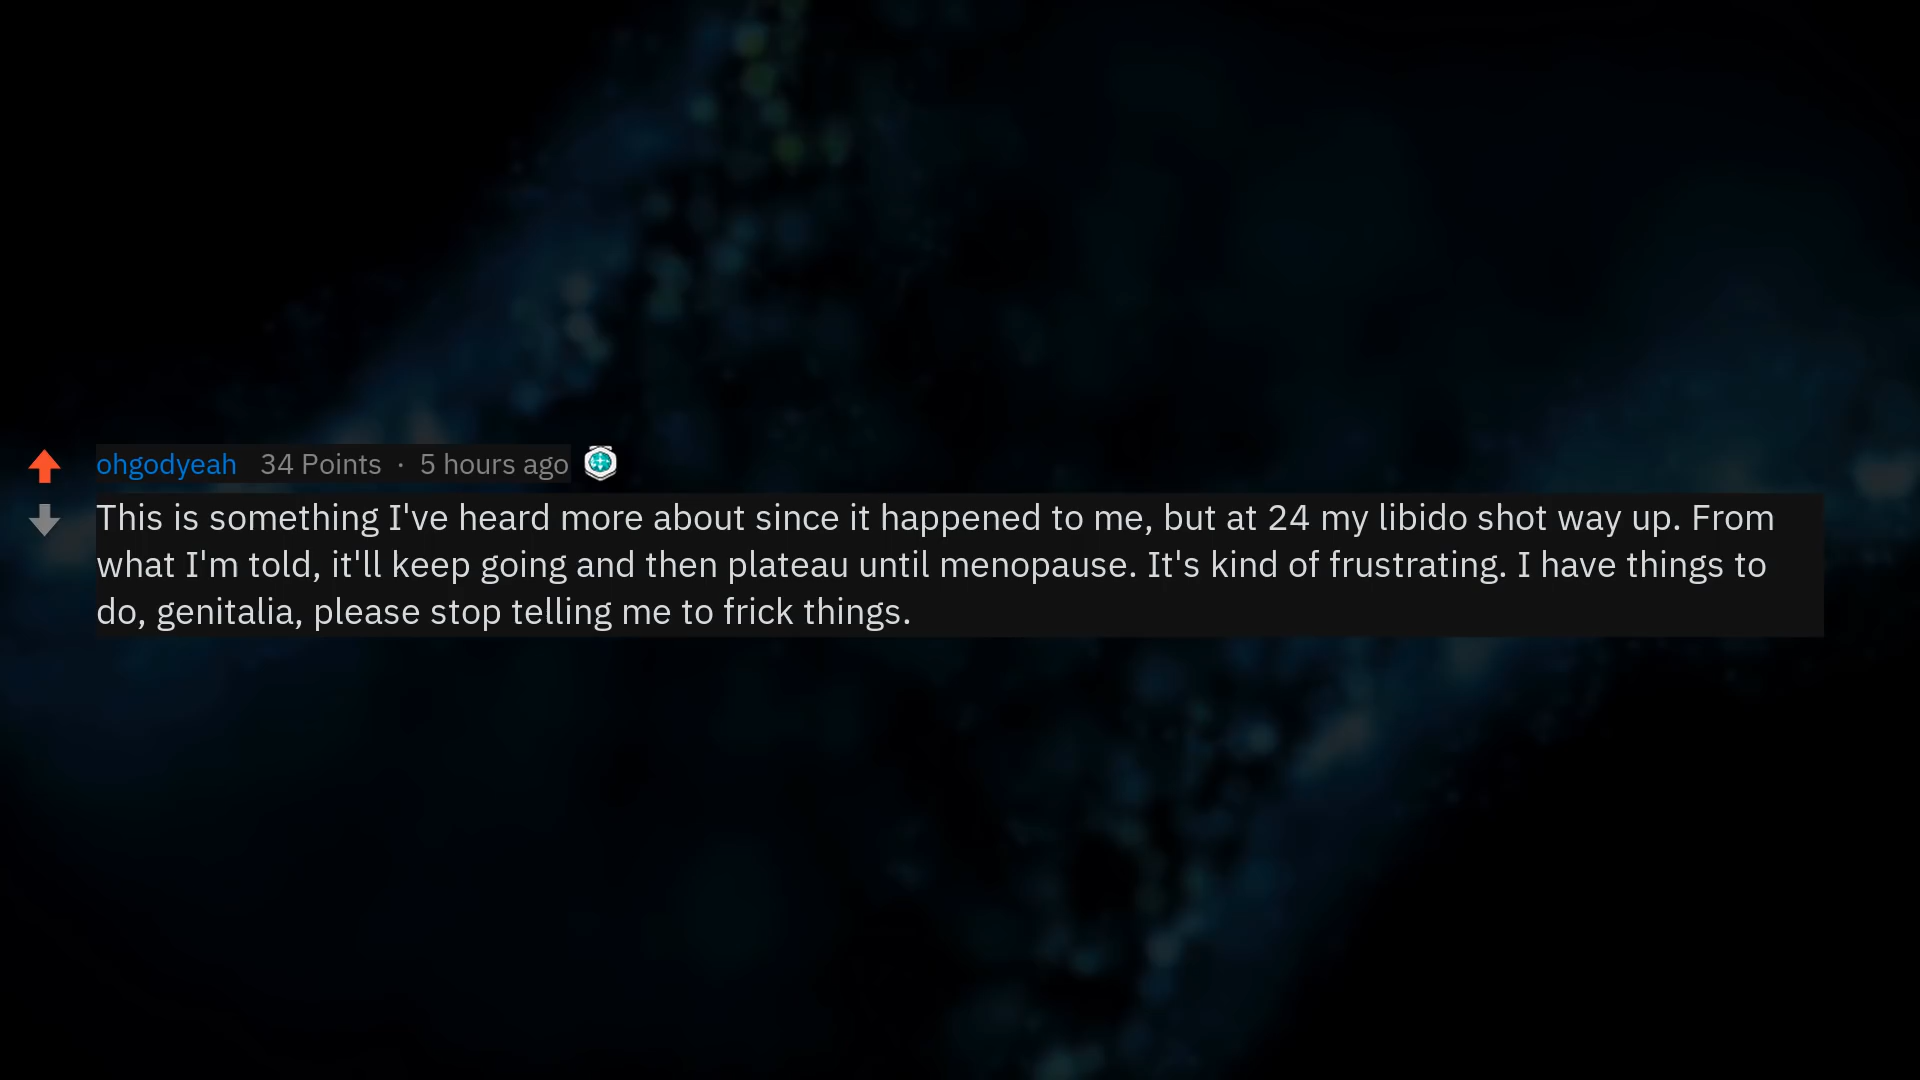 ohgodyeah 34 Points · 5 hours ago
This is something I've heard more about since it happened to me, but at 24 my libido shot way up. From
what I'm told, it'll keep going and then plateau until menopause. It's kind of frustrating. I have things to
do, genitalia, please stop telling me to frick things.